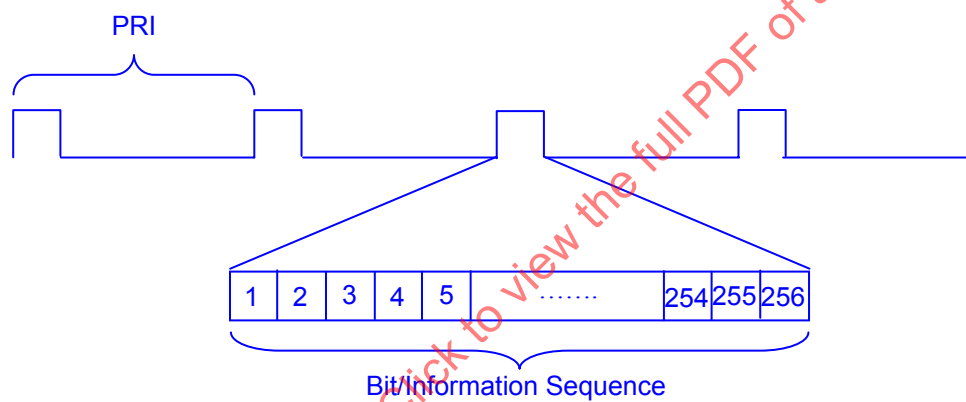 PRI
1 2 3 4 5 ....... 254 255 256
Bit/Information Sequence
Click to view the full PDF of